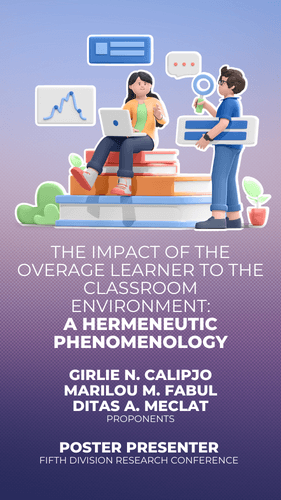 THE IMPACT OF THE
OVERAGE LEARNER TO THE
CLASSROOM
ENVIRONMENT:
A HERMENEUTIC
PHENOMENOLOGY
GIRLIE N. CALIPJO
MARILOU M. FABUL
DITAS A. MECLAT
PROPONENTS
POSTER PRESENTER
FIFTH DIVISION RESEARCH CONFERENCE